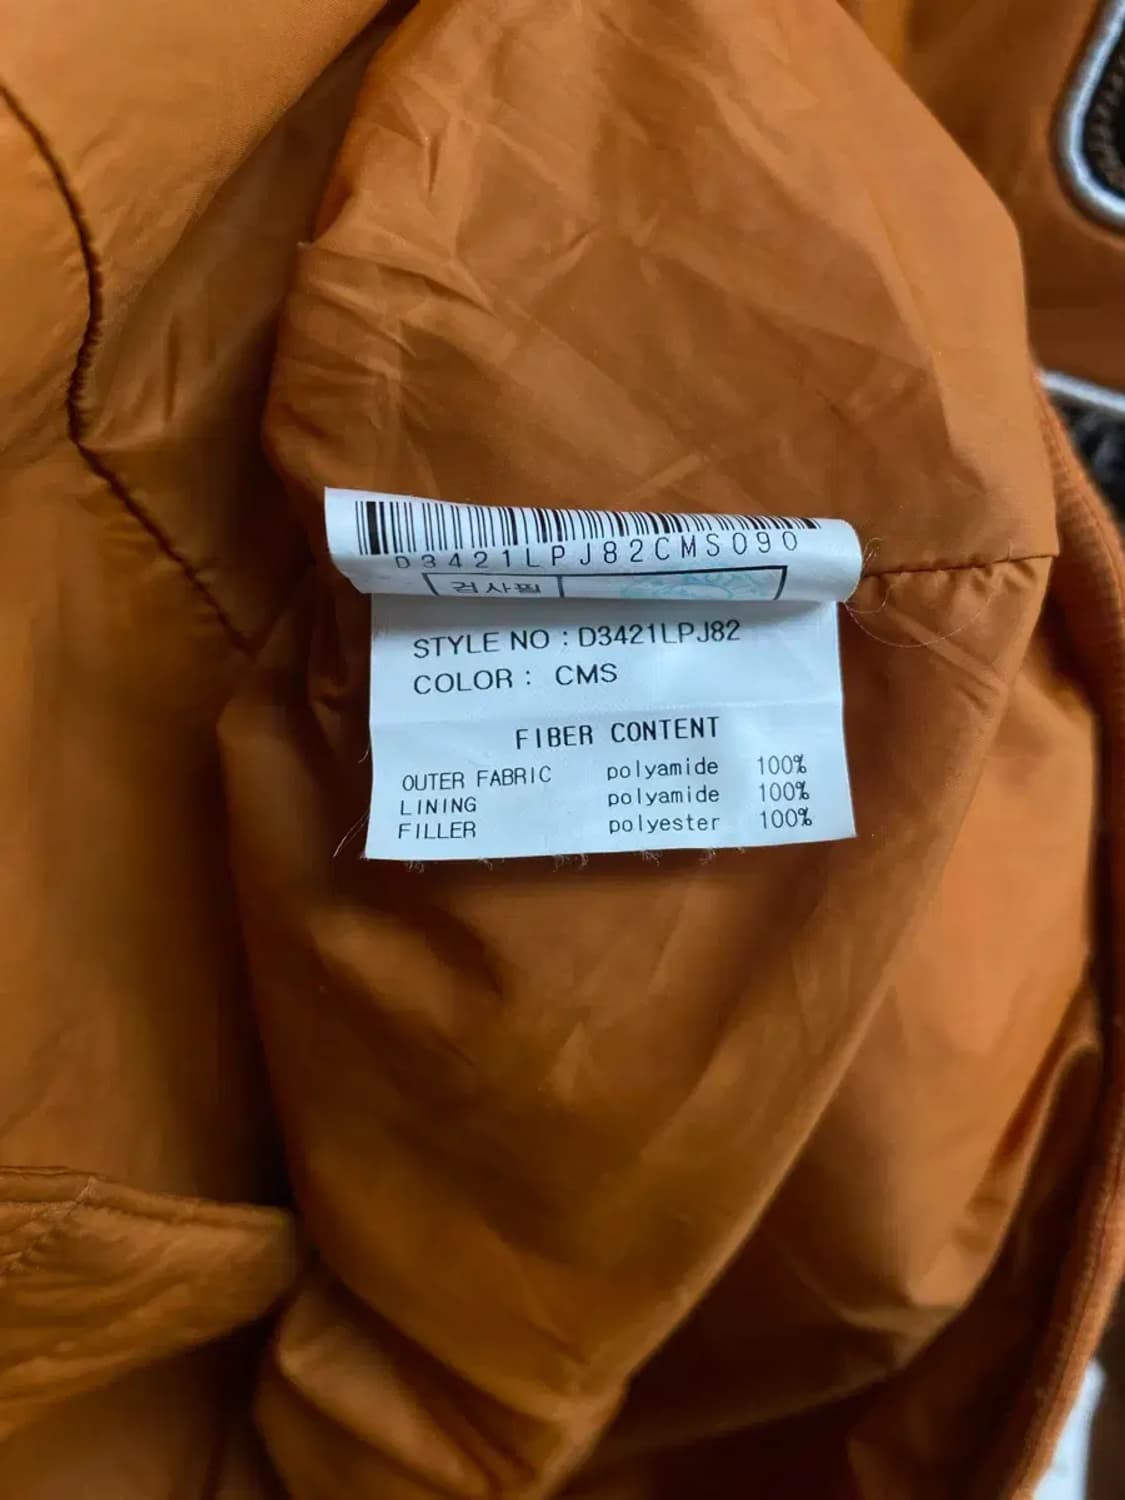 D3421LPJ82CMS090
검사필
STYLE NO : D3421LPJ82
COLOR : CMS
FIBER CONTENT
OUTER FABRIC polyamide 100%
LINING polyamide 100%
FILLER polyester 100%